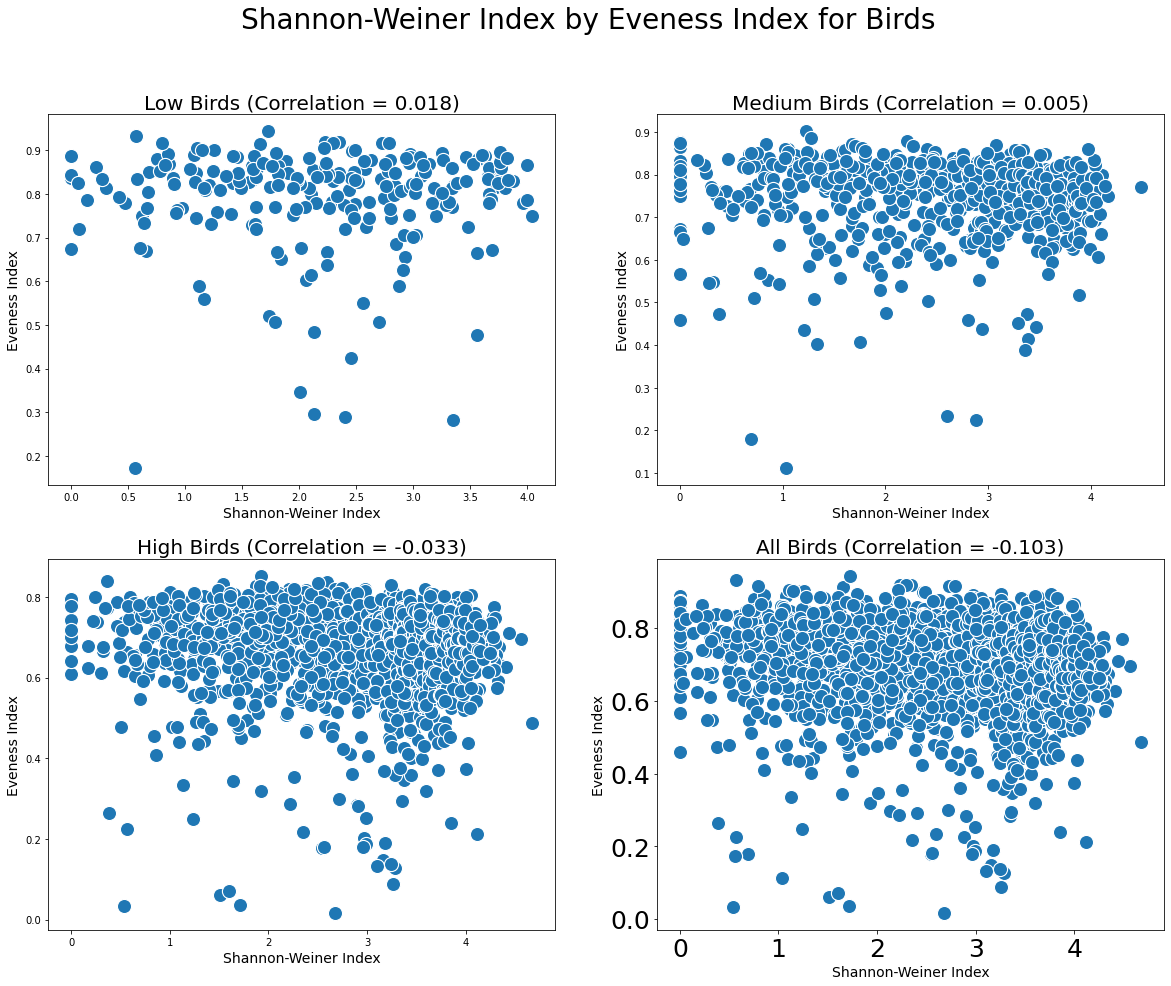 Shannon-Weiner Index by Eveness Index for Birds
Low Birds (Correlation = 0.018)
Eveness Index
0.9
0.8
0.7
0.6
0.5
0.4
0.3
0.2
0.0 0.5 1.0 1.5 2.0 2.5 3.0 3.5 4.0
Shannon-Weiner Index
Medium Birds (Correlation = 0.005)
Eveness Index
0.9
0.8
0.7
0.6
0.5
0.4
0.3
0.2
0.1
0 1 2 3 4
Shannon-Weiner Index
High Birds (Correlation = -0.033)
Eveness Index
0.8
0.6
0.4
0.2
0.0
0 1 2 3 4
Shannon-Weiner Index
All Birds (Correlation = -0.103)
Eveness Index
0.8
0.6
0.4
0.2
0.0
0 1 2 3 4
Shannon-Weiner Index